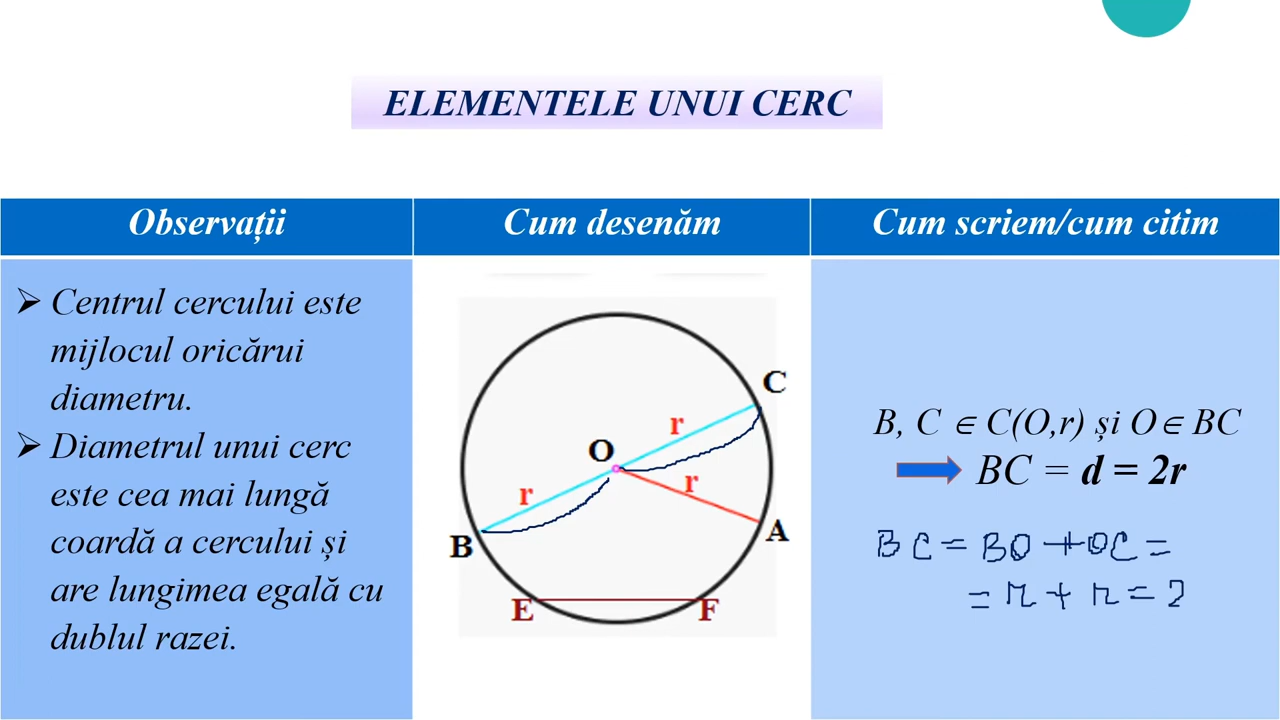 ELEMENTELE UNUI CERC
Observații
Cum desenăm
Cum scriem/cum citim
➢ Centrul cercului este
mijlocul oricărui
diametru.
➢ Diametrul unui cerc
este cea mai lungă
coardă a cercului și
are lungimea egală cu
dublul razei.
C
r
O
r
r
A
B
E
F
B, C ∈ C(O,r) și O∈ BC
BC = d = 2r
BC = BO + OC =
= r + r = 2